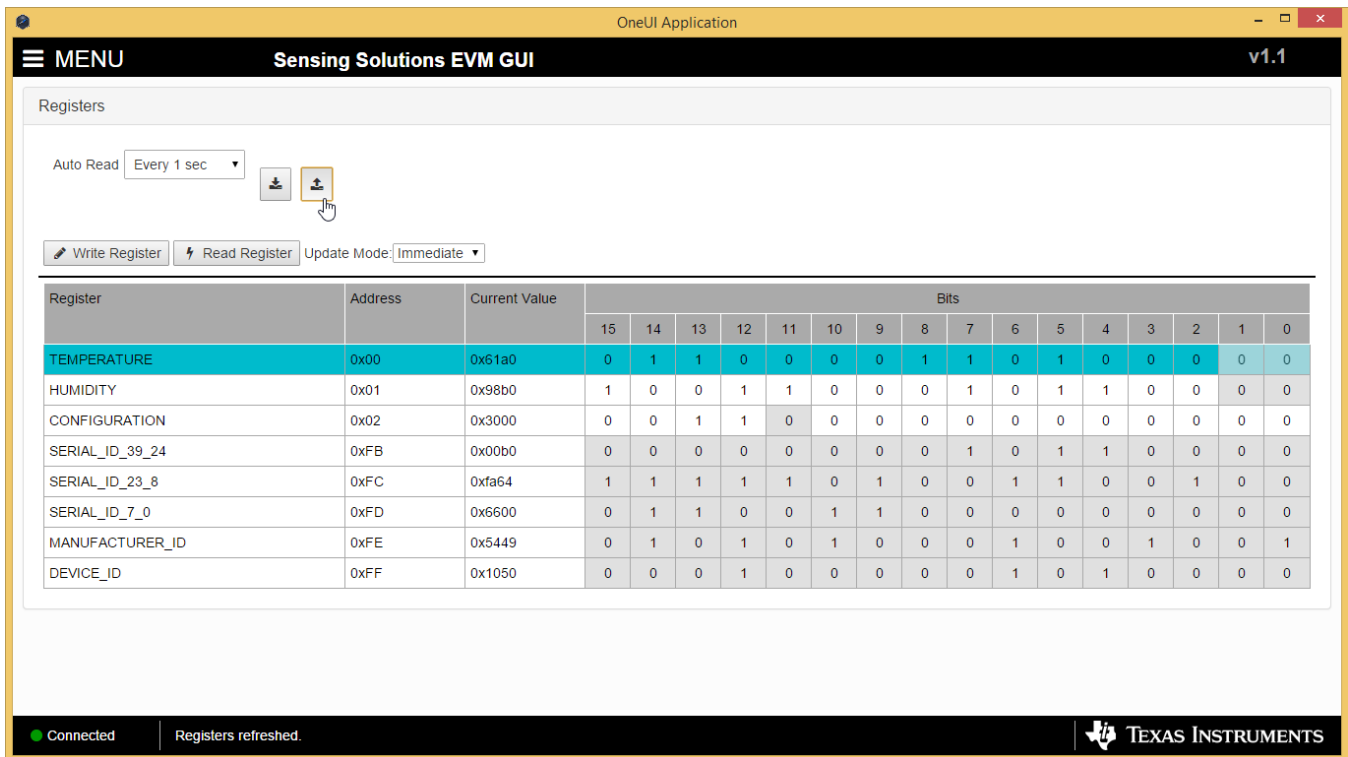 OneUI Application
MENU Sensing Solutions EVM GUI v1.1
Registers
Auto Read Every 1 sec
Write Register Read Register Update Mode: Immediate
Register Address Current Value Bits
15 14 13 12 11 10 9 8 7 6 5 4 3 2 1 0
TEMPERATURE 0x00 0x61a0 0 1 1 0 0 0 0 1 1 0 1 0 0 0 0 0
HUMIDITY 0x01 0x98b0 1 0 0 1 1 0 0 0 1 0 1 1 0 0 0 0
CONFIGURATION 0x02 0x3000 0 0 1 1 0 0 0 0 0 0 0 0 0 0 0 0
SERIAL_ID_39_24 0xFB 0x00b0 0 0 0 0 0 0 0 0 1 0 1 1 0 0 0 0
SERIAL_ID_23_8 0xFC 0xfa64 1 1 1 1 1 0 1 0 0 1 1 0 0 1 0 0
SERIAL_ID_7_0 0xFD 0x6600 0 1 1 0 0 1 1 0 0 0 0 0 0 0 0 0
MANUFACTURER_ID 0xFE 0x5449 0 1 0 1 0 1 0 0 0 1 0 0 1 0 0 1
DEVICE_ID 0xFF 0x1050 0 0 0 1 0 0 0 0 0 1 0 1 0 0 0 0
Connected Registers refreshed. TEXAS INSTRUMENTS